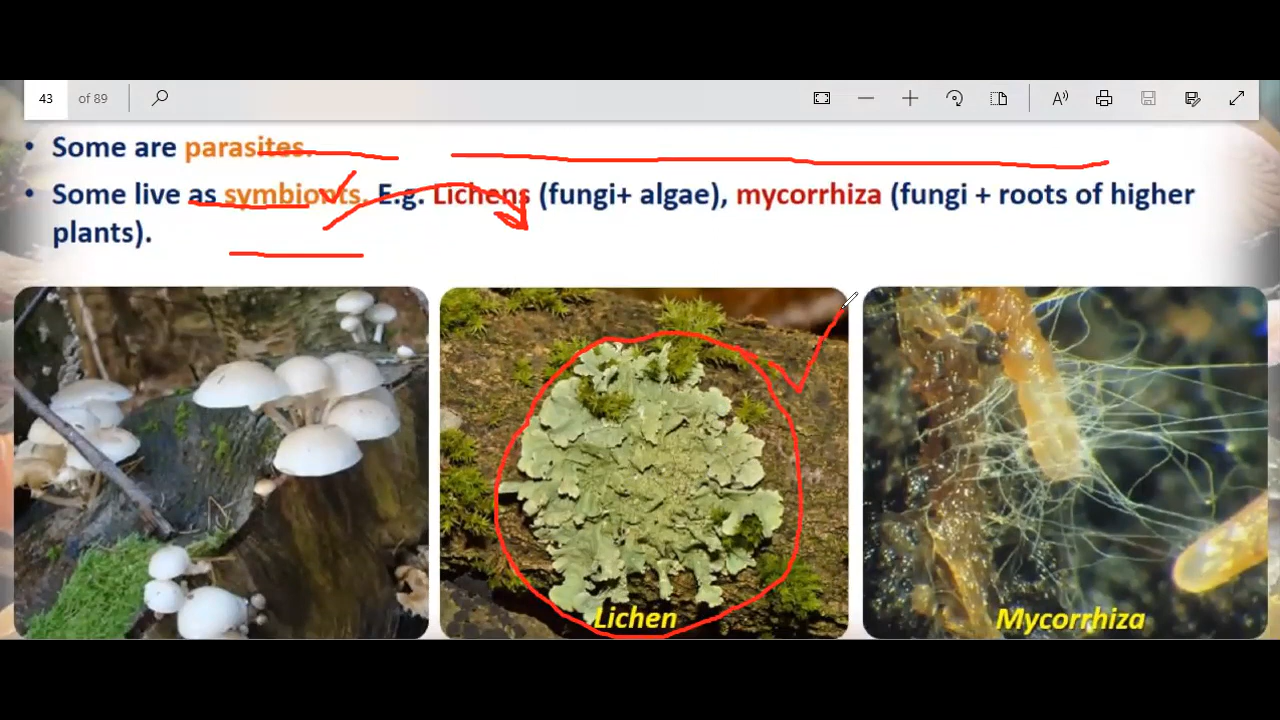 43 of 89
• Some are parasites.
• Some live as symbionts. E.g. Lichens (fungi+ algae), mycorrhiza (fungi + roots of higher
plants).
Lichen
Mycorrhiza